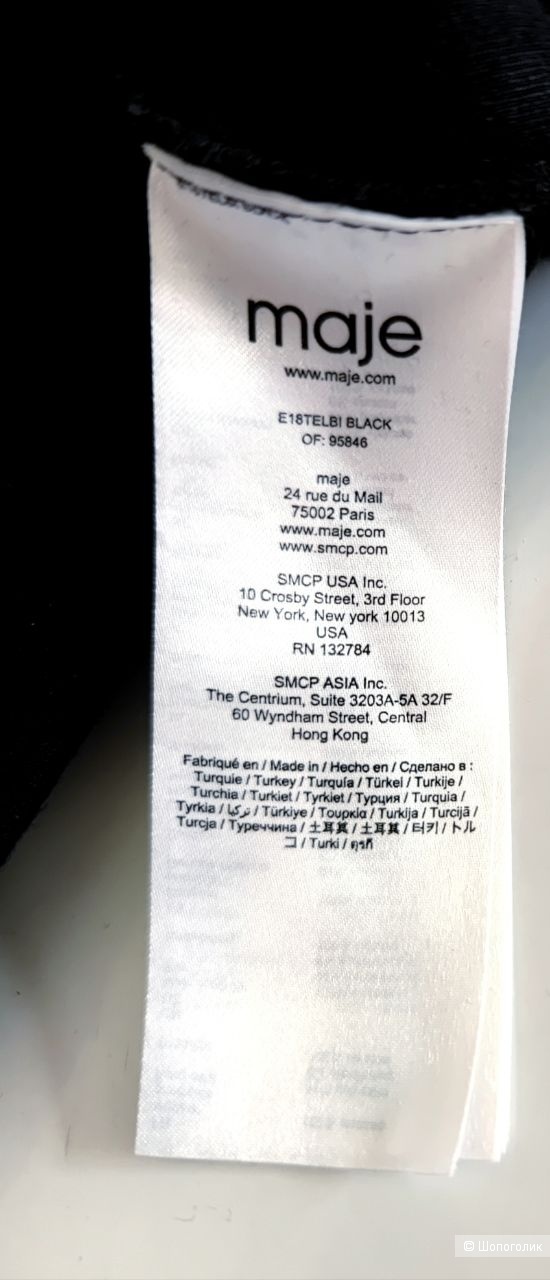 maje
www.maje.com
E18TELBI BLACK
OF: 95846
maje
24 rue du Mail
75002 Paris
www.maje.com
www.smcp.com
SMCP USA Inc.
10 Crosby Street, 3rd Floor
New York, New york 10013
USA
RN 132784
SMCP ASIA Inc.
The Centrium, Suite 3203A-5A 32/F
60 Wyndham Street, Central
Hong Kong
Fabriqué en / Made in / Hecho en / Сделано в :
Turquie / Turkey / Turquía / Türkei / Turkije /
Turchia / Turkiet / Tyrkiet / Турция / Turquia /
Tyrkia / تركيا / Türkiye / Τουρκία / Turkija / Turcijā /
Turcja / Туреччина / 土耳其 / 土耳其 / 터키 / トル
コ / Turki / ตุรกี
© Шопоголик